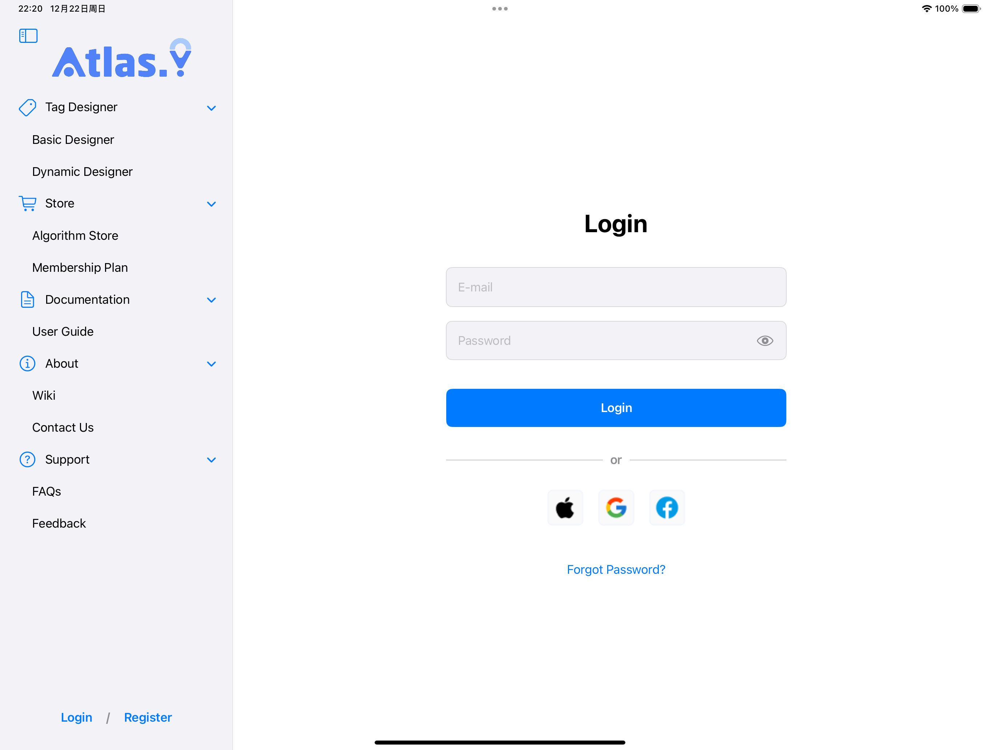 22:20 12月22日周日
100%
Atlas.
Tag Designer
Basic Designer
Dynamic Designer
Store
Algorithm Store
Membership Plan
Documentation
User Guide
About
Wiki
Contact Us
Support
FAQs
Feedback
Login / Register
Login
E-mail
Password
Login
or
Forgot Password?